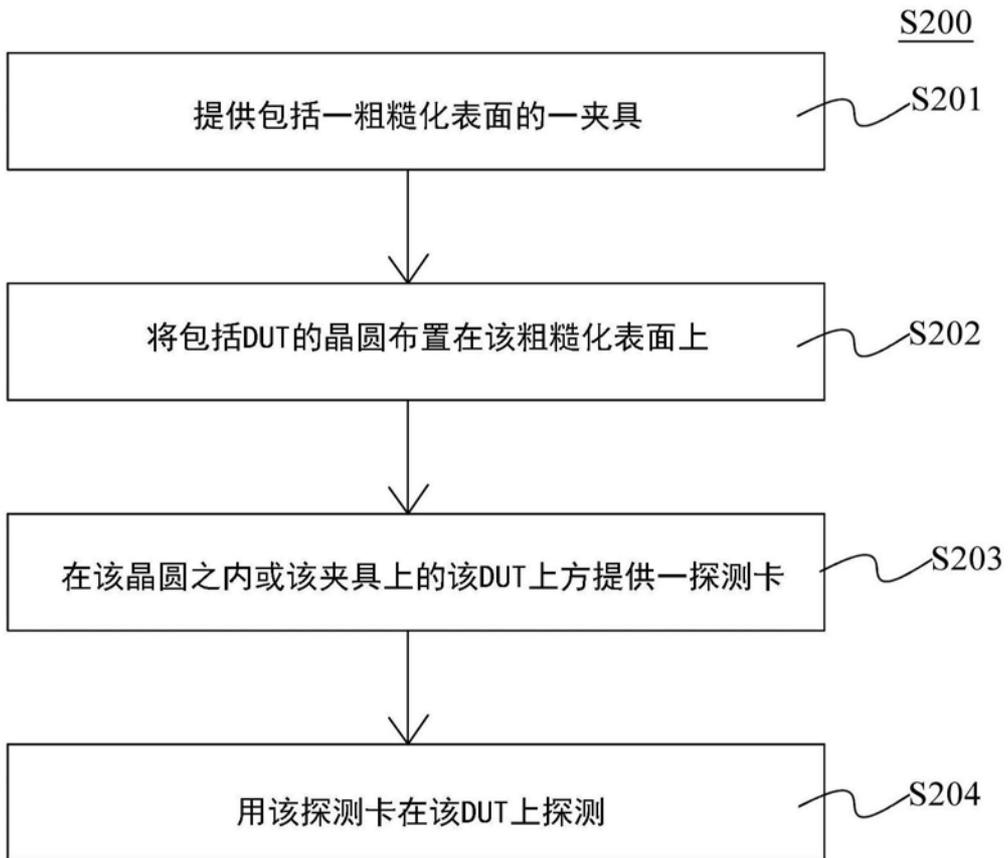 S200
提供包括一粗糙化表面的一夹具
S201
将包括DUT的晶圆布置在该粗糙化表面上
S202
在该晶圆之内或该夹具上的该DUT上方提供一探测卡
S203
用该探测卡在该DUT上探测
S204